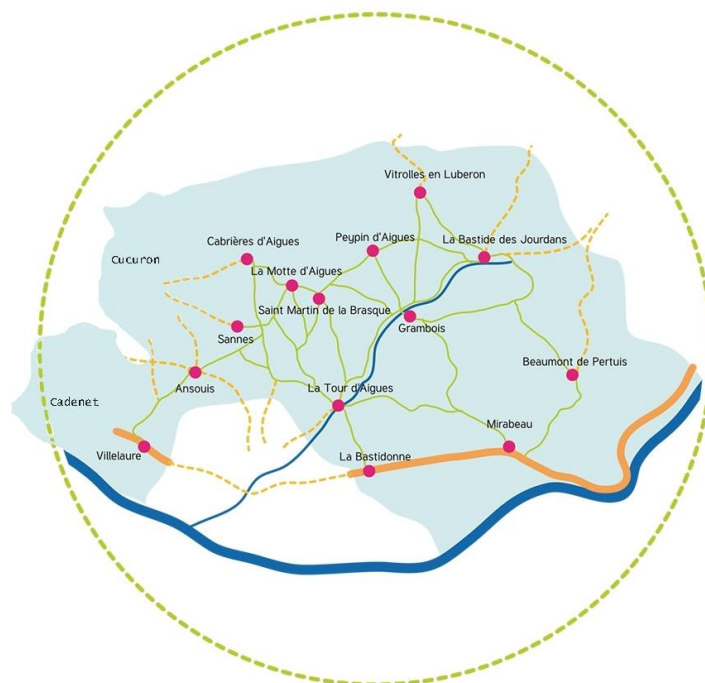 Vitrolles en Luberon
Cabrières d'Aigues
Peypin d'Aigues
La Bastide des Jourdans
Cucuron
La Motte d'Aigues
Saint Martin de la Brasque
Grambois
Sannes
Beaumont de Pertuis
Ansouis
La Tour d'Aigues
Cadenet
Mirabeau
Villelaure
La Bastidonne